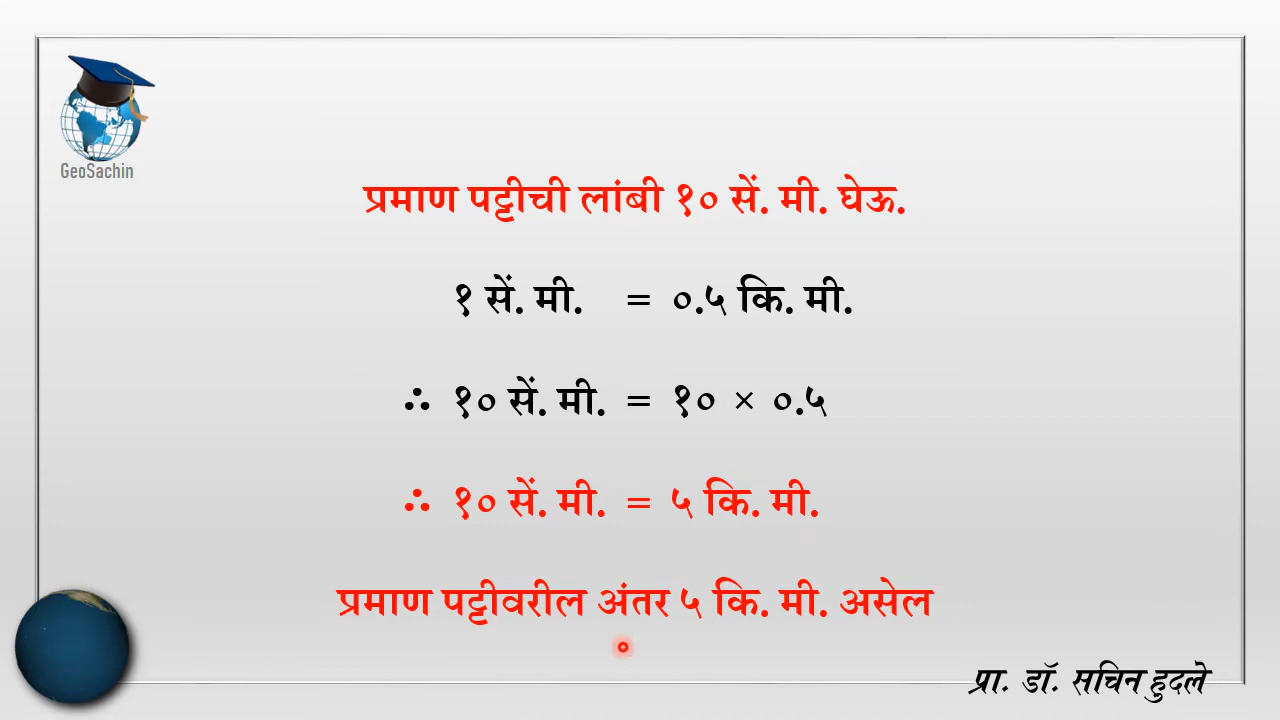 GeoSachin
प्रमाण पट्टीची लांबी १० सें. मी. घेऊ.
१ सें. मी. = ०.५ कि. मी.
∴ १० सें. मी. = १० × ०.५
∴ १० सें. मी. = ५ कि. मी.
प्रमाण पट्टीवरील अंतर ५ कि. मी. असेल
प्रा. डॉ. सचिन हुदले